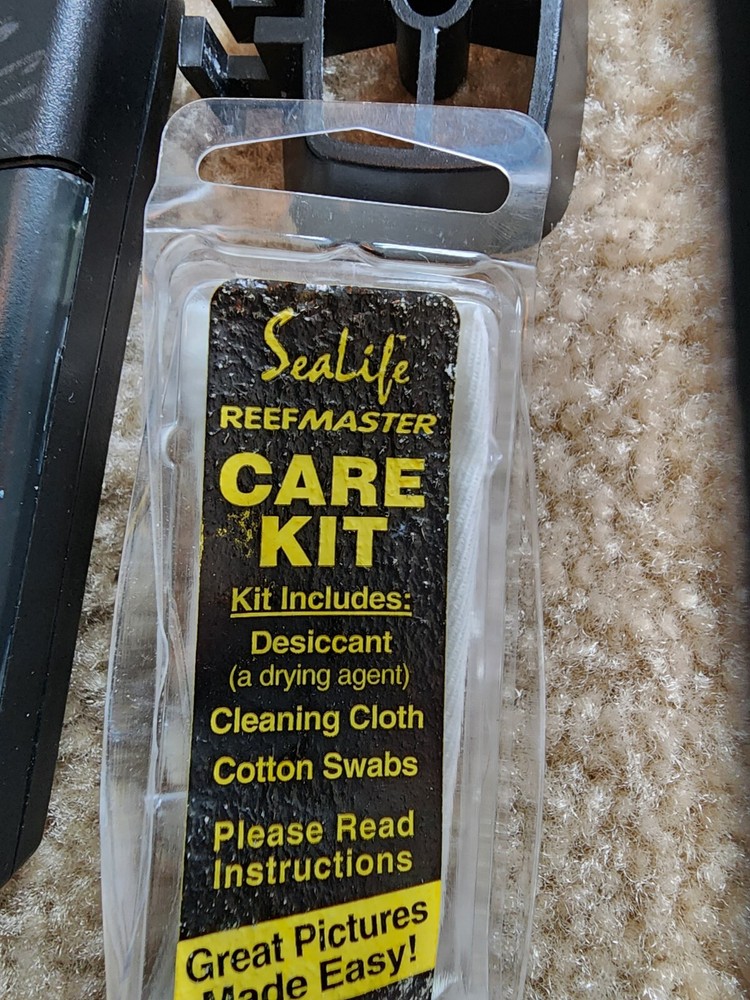 SeaLife
REEFMASTER
CARE
KIT
Kit Includes:
Desiccant
(a drying agent)
Cleaning Cloth
Cotton Swabs
Please Read
Instructions
Great Pictures
Made Easy!